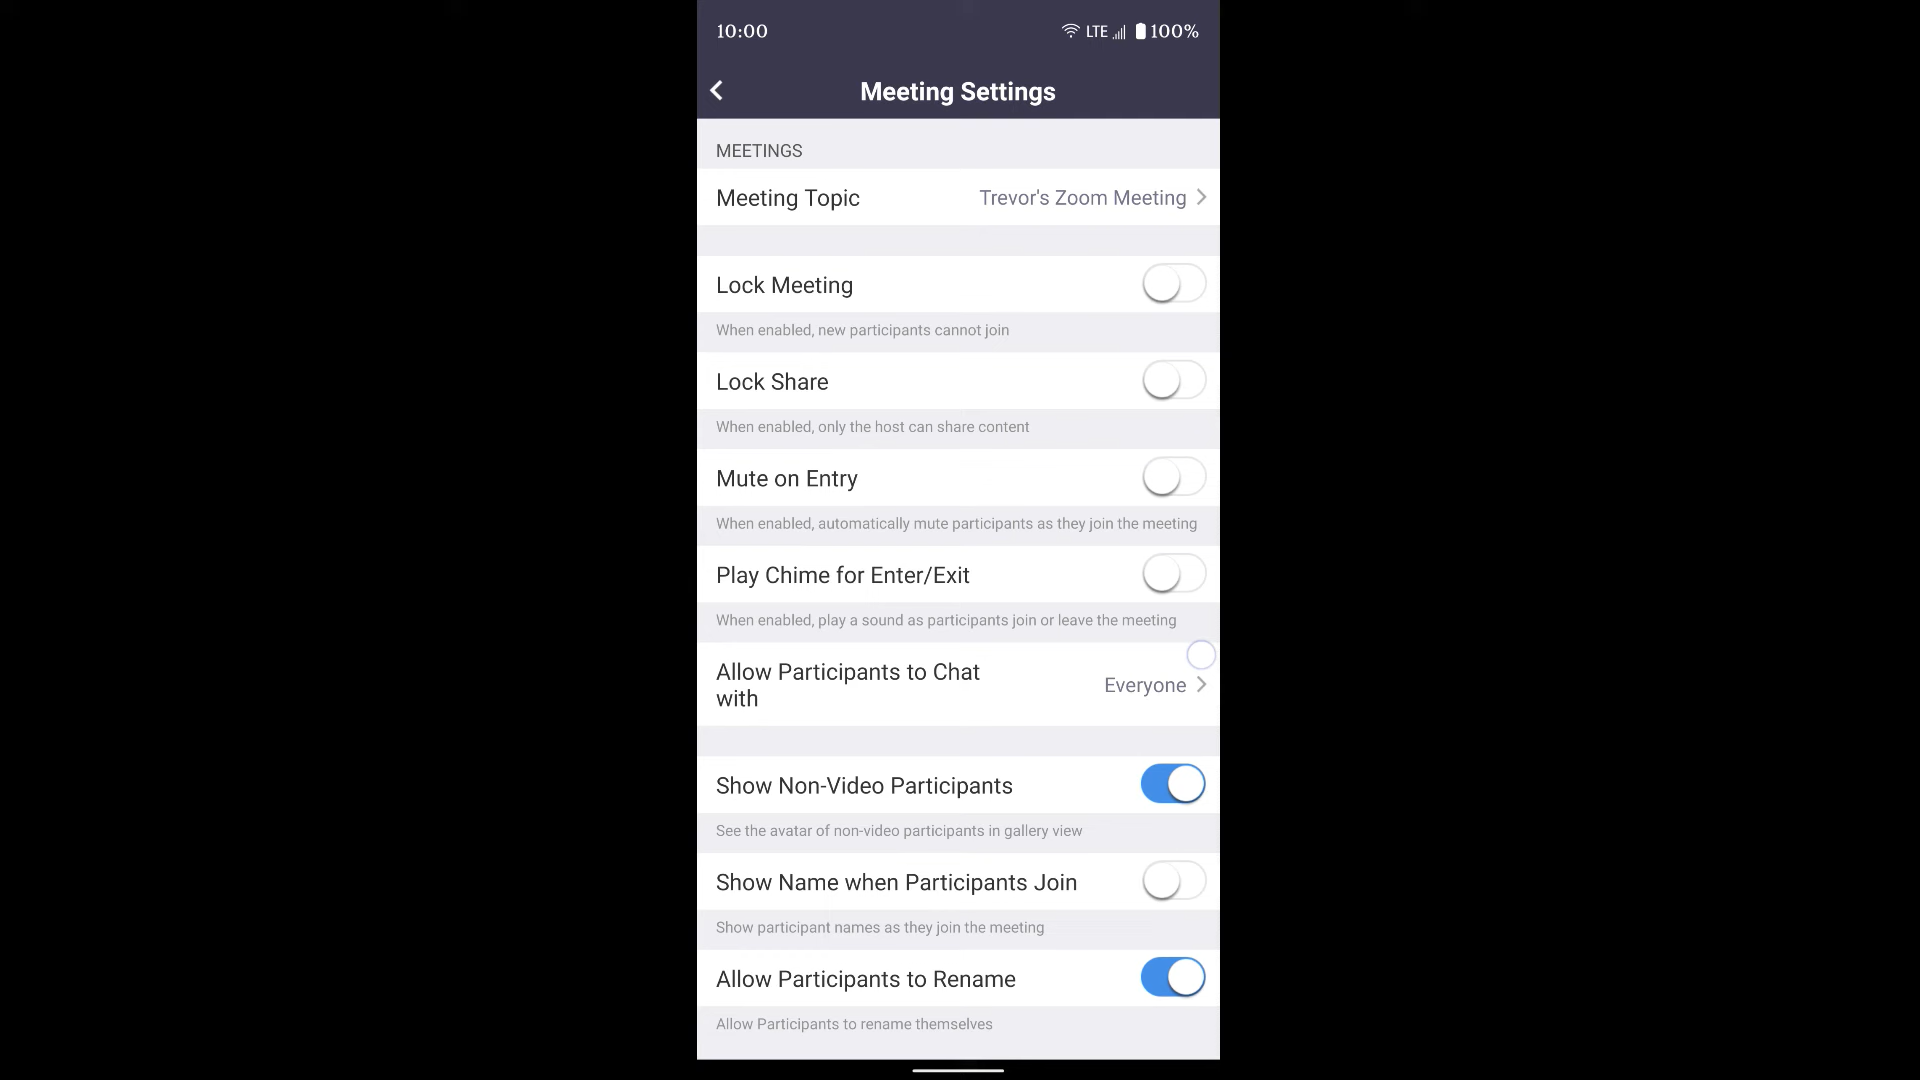 10:00 LTE 100%
Meeting Settings
MEETINGS
Meeting Topic Trevor's Zoom Meeting
Lock Meeting
When enabled, new participants cannot join
Lock Share
When enabled, only the host can share content
Mute on Entry
When enabled, automatically mute participants as they join the meeting
Play Chime for Enter/Exit
When enabled, play a sound as participants join or leave the meeting
Allow Participants to Chat
with
Everyone
Show Non-Video Participants
See the avatar of non-video participants in gallery view
Show Name when Participants Join
Show participant names as they join the meeting
Allow Participants to Rename
Allow Participants to rename themselves